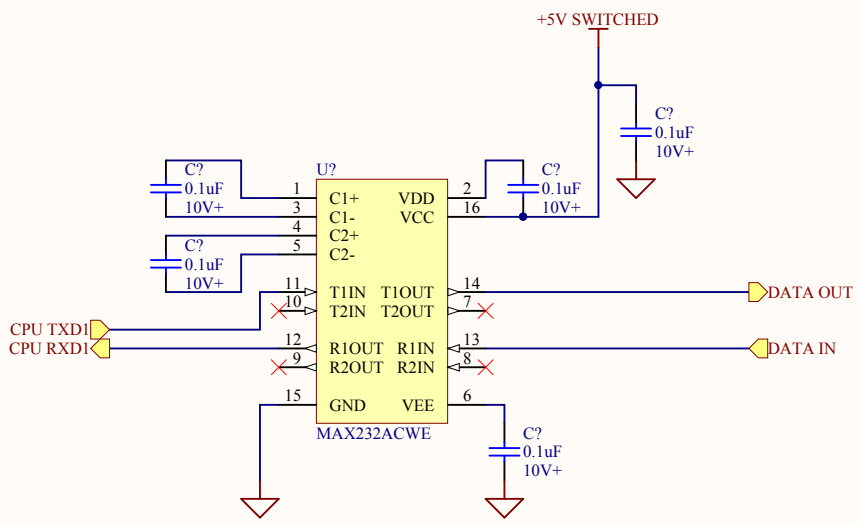 +5V SWITCHED
C?
0.1uF
10V+
U?
C?
0.1uF
10V+
1
C1+
VDD
2
C?
0.1uF
10V+
3
C1-
VCC
16
4
C2+
C?
0.1uF
10V+
5
C2-
11
T1IN
T1OUT
14
DATA OUT
10
T2IN
T2OUT
7
CPU TXD1
CPU RXD1
12
R1OUT
R1IN
13
DATA IN
9
R2OUT
R2IN
8
15
GND
VEE
6
MAX232ACWE
C?
0.1uF
10V+